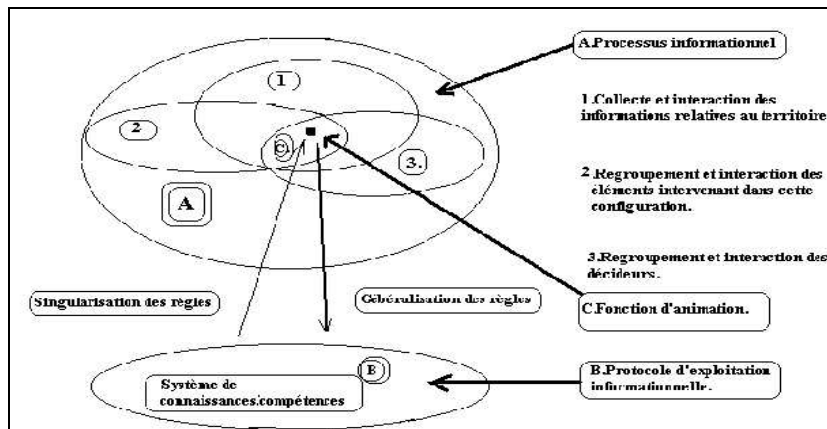 A.Processus informationnel
1
1.Collecte et interaction des
informations relatives au territoire
2
C.
3.
2.Regroupement et interaction des
éléments intervenant dans cette
configuration.
A
3.Regroupement et interaction des
décideurs.
Singularisation des règles
Gébéralisation des règles
C.Fonction d'animation.
B
Système de
connaissances/compétences
B.Protocole d'exploitation
informationnelle.